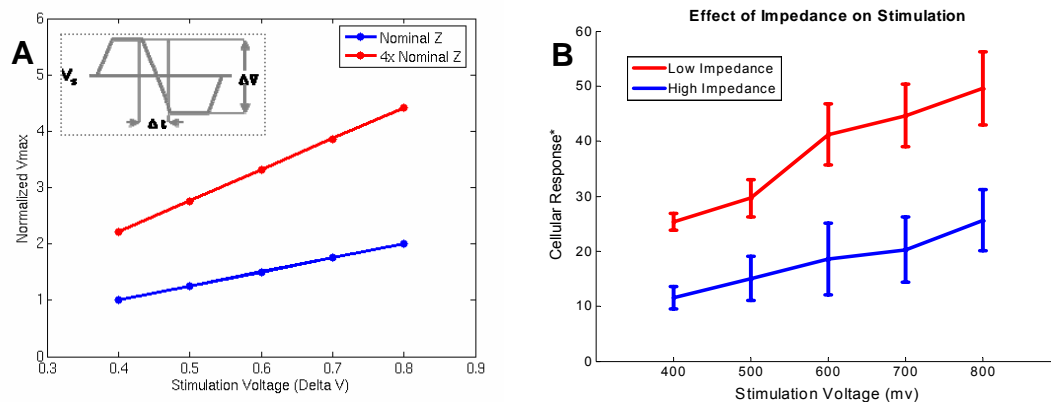 A
6
5
4
3
2
1
0
Normalized Vmax
0.3 0.4 0.5 0.6 0.7 0.8 0.9
Stimulation Voltage (Delta V)
Nominal Z
4x Nominal Z
Vs
ΔV
Δt
B
Effect of Impedance on Stimulation
60
50
40
30
20
10
0
Cellular Response*
Low Impedance
High Impedance
400 500 600 700 800
Stimulation Voltage (mv)